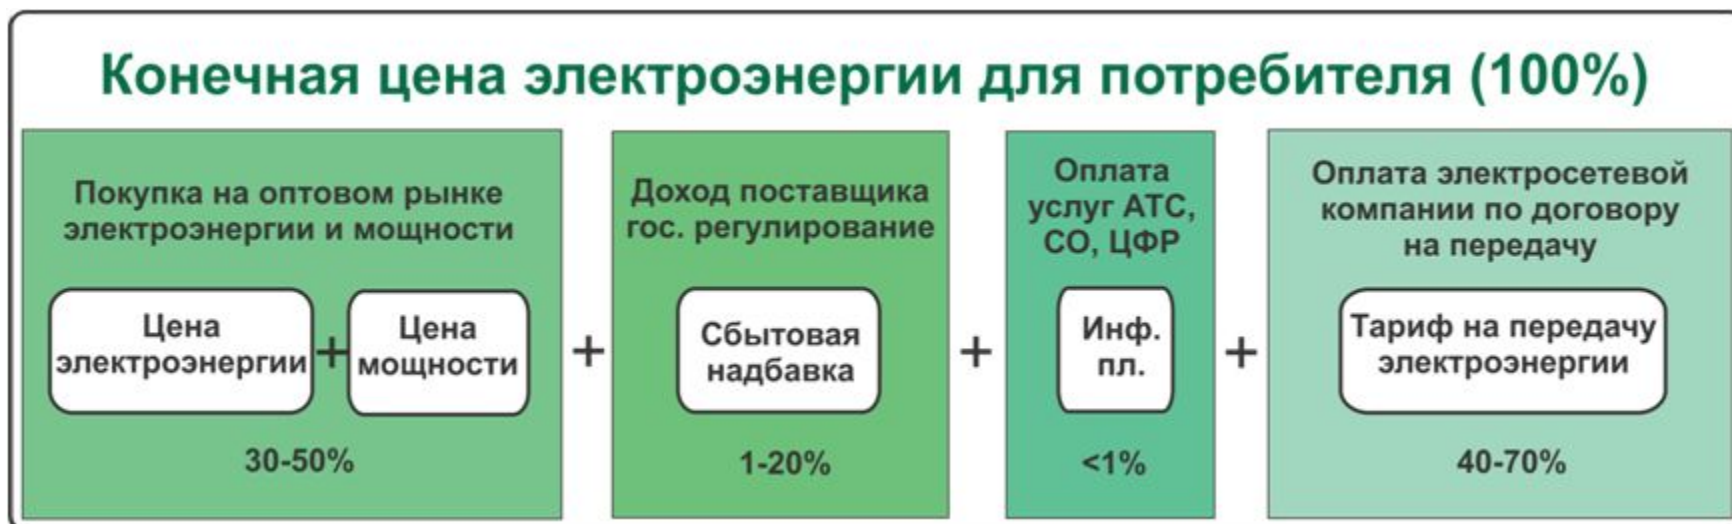 Конечная цена электроэнергии для потребителя (100%)
Покупка на оптовом рынке
электроэнергии и мощности
Цена
электроэнергии
+
Цена
мощности
30-50%
+
Доход поставщика
гос. регулирование
Сбытовая
надбавка
1-20%
+
Оплата
услуг АТС,
СО, ЦФР
Инф.
пл.
<1%
+
Оплата электросетевой
компании по договору
на передачу
Тариф на передачу
электроэнергии
40-70%